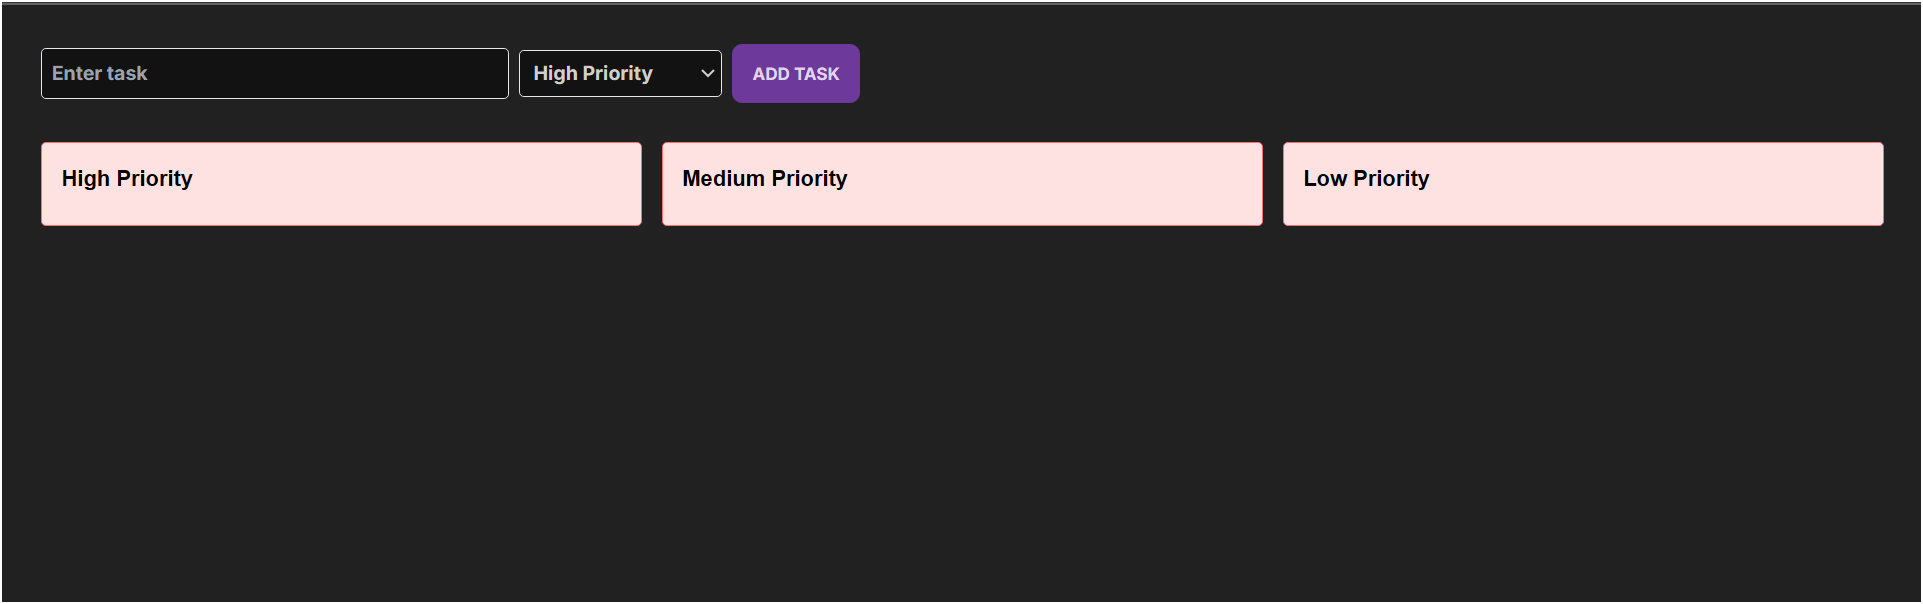 Enter task
High Priority
ADD TASK
High Priority
Medium Priority
Low Priority